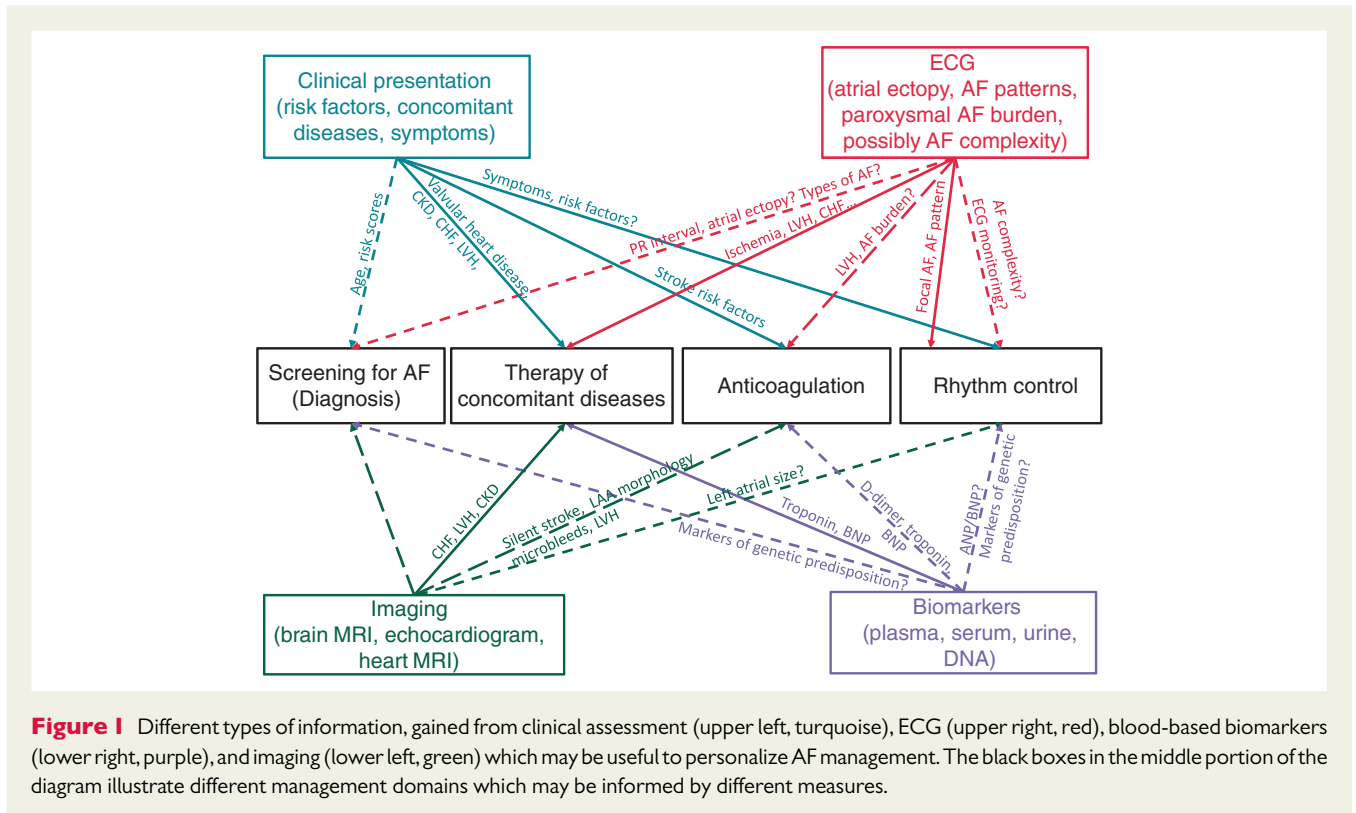 Clinical presentation
(risk factors, concomitant
diseases, symptoms)
ECG
(atrial ectopy, AF patterns,
paroxysmal AF burden,
possibly AF complexity)
Age, risk scores
Valvular heart disease,
CKD, CHF, LVH,
Symptoms, risk factors?
Stroke risk factors
PR interval, atrial ectopy? Types of AF?
Ischemia, LVH, CHF...
LVH, AF burden?
Focal AF, AF pattern
AF complexity?
ECG monitoring?
Screening for AF
(Diagnosis)
Therapy of
concomitant diseases
Anticoagulation
Rhythm control
CHF, LVH, CKD
Silent stroke, LAA morphology
microbleeds, LVH
Left atrial size?
Markers of genetic predisposition?
Troponin, BNP
D-dimer, troponin,
BNP
ANP/BNP?
Markers of genetic
predisposition?
Imaging
(brain MRI, echocardiogram,
heart MRI)
Biomarkers
(plasma, serum, urine,
DNA)
Figure 1 Different types of information, gained from clinical assessment (upper left, turquoise), ECG (upper right, red), blood-based biomarkers
(lower right, purple), and imaging (lower left, green) which may be useful to personalize AF management. The black boxes in the middle portion of the
diagram illustrate different management domains which may be informed by different measures.